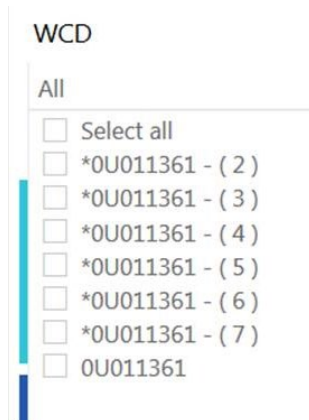 WCD
All
Select all
*0U011361 - ( 2 )
*0U011361 - ( 3 )
*0U011361 - ( 4 )
*0U011361 - ( 5 )
*0U011361 - ( 6 )
*0U011361 - ( 7 )
0U011361